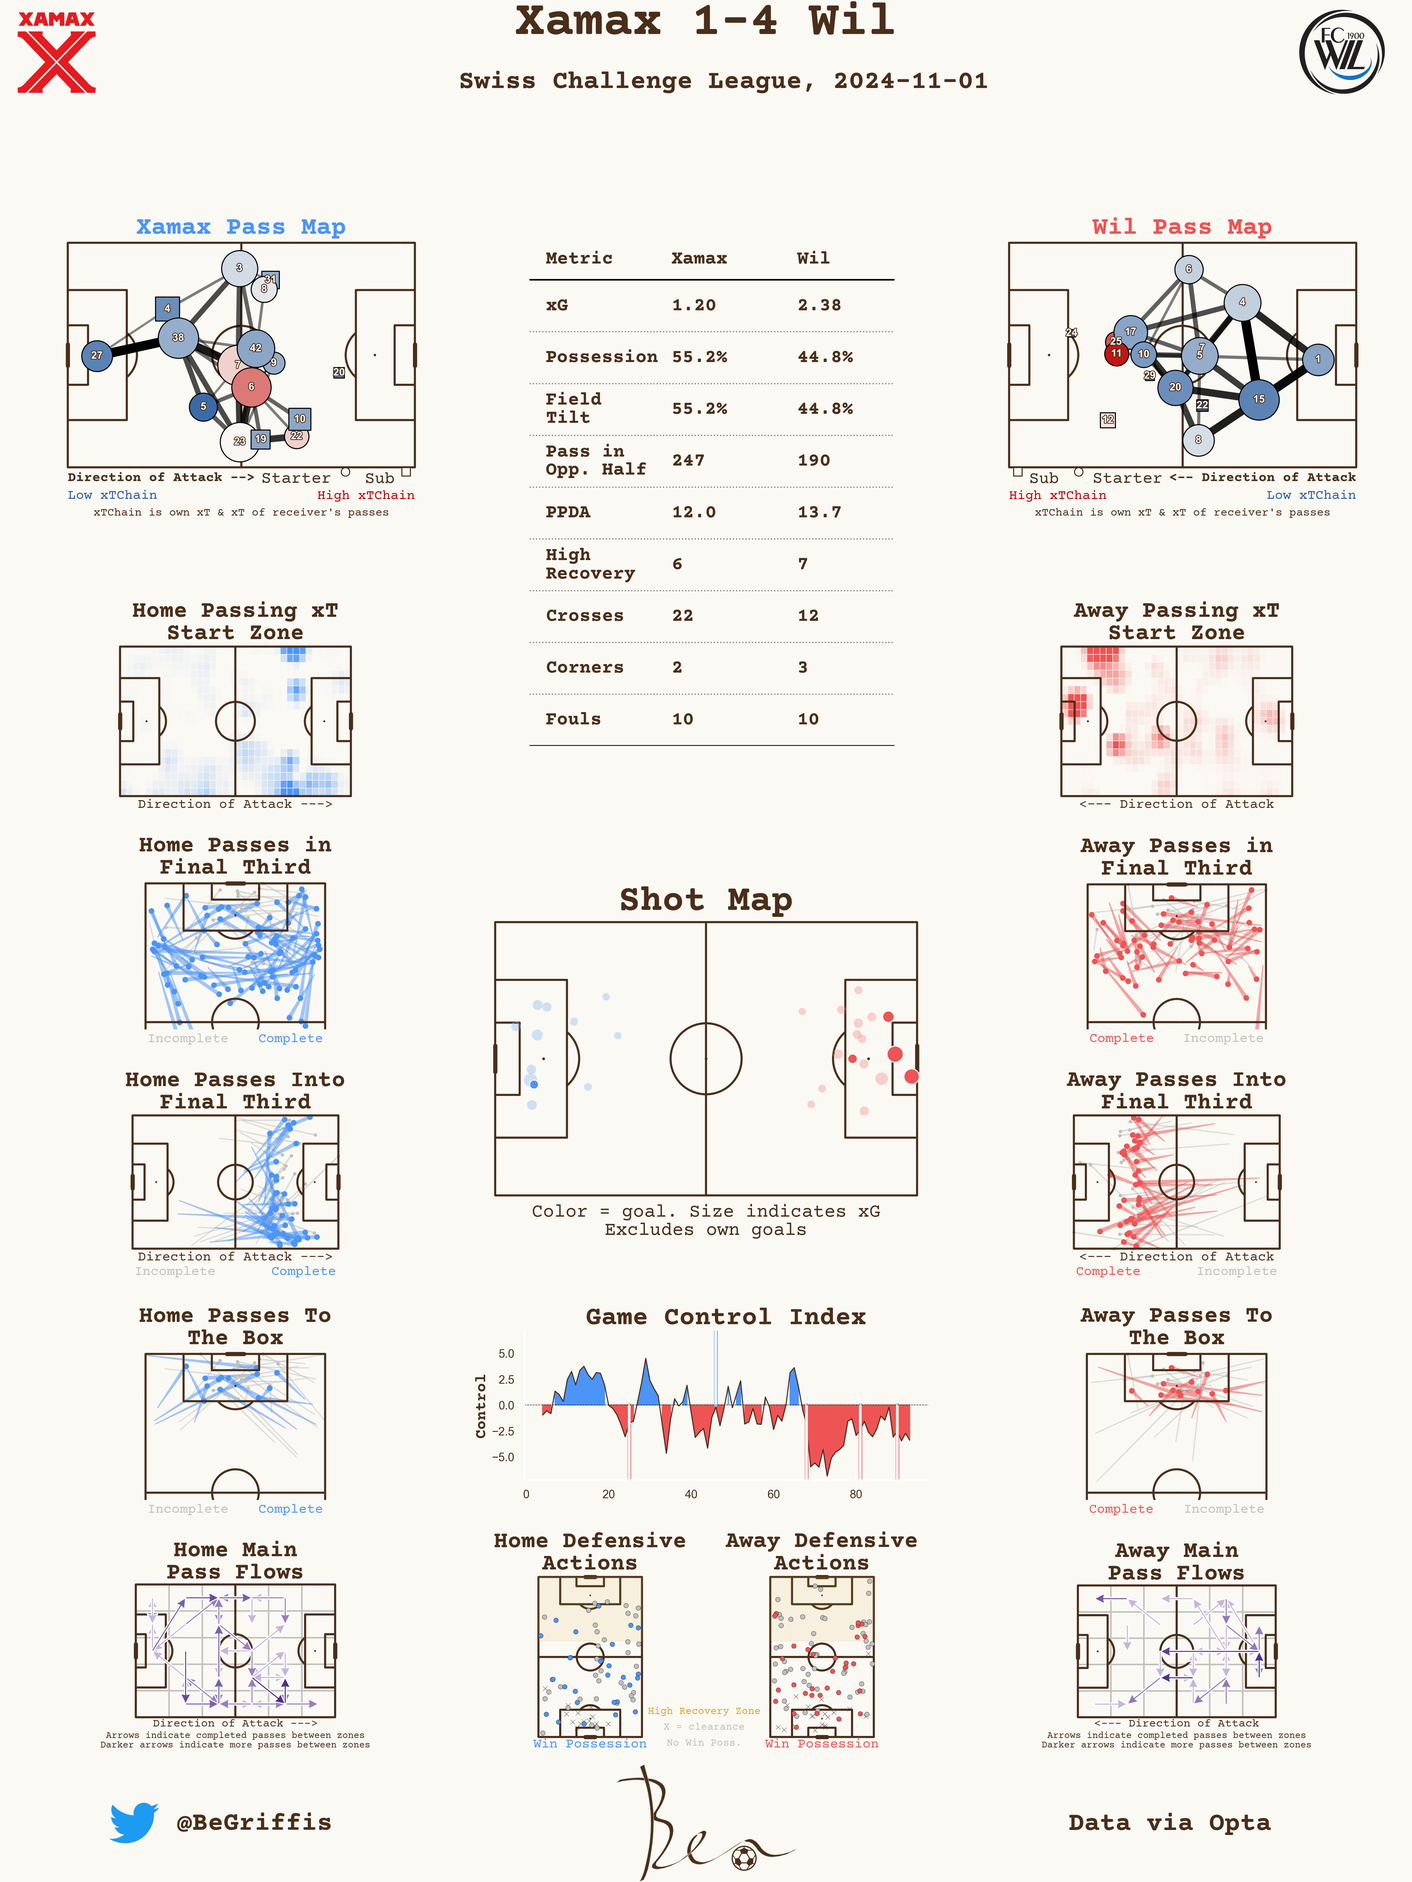 XAMAX
Xamax 1-4 Wil
Swiss Challenge League, 2024-11-01
FC 1900
WIL
Xamax Pass Map
3
31
8
4
38
42
27
7
9
20
6
5
10
23
19
22
Direction of Attack --> Starter Sub
Low xTChain High xTChain
xTChain is own xT & xT of receiver's passes
Metric Xamax Wil
xG 1.20 2.38
Possession 55.2% 44.8%
Field
Tilt 55.2% 44.8%
Pass in
Opp. Half 247 190
PPDA 12.0 13.7
High
Recovery 6 7
Crosses 22 12
Corners 2 3
Fouls 10 10
Wil Pass Map
6
4
24
17
25
11
10
7
5
1
29
20
22
15
12
8
Sub Starter <-- Direction of Attack
High xTChain Low xTChain
xTChain is own xT & xT of receiver's passes
Home Passing xT
Start Zone
Direction of Attack --->
Away Passing xT
Start Zone
<--- Direction of Attack
Home Passes in
Final Third
Incomplete Complete
Away Passes in
Final Third
Complete Incomplete
Shot Map
Color = goal. Size indicates xG
Excludes own goals
Home Passes Into
Final Third
Direction of Attack --->
Incomplete Complete
Away Passes Into
Final Third
<--- Direction of Attack
Complete Incomplete
Home Passes To
The Box
Incomplete Complete
Game Control Index
Control
5.0
2.5
0.0
−2.5
−5.0
0 20 40 60 80
Away Passes To
The Box
Complete Incomplete
Home Main
Pass Flows
Direction of Attack --->
Arrows indicate completed passes between zones
Darker arrows indicate more passes between zones
Home Defensive
Actions
Win Possession
High Recovery Zone
X = clearance
No Win Poss.
Away Defensive
Actions
Win Possession
Away Main
Pass Flows
<--- Direction of Attack
Arrows indicate completed passes between zones
Darker arrows indicate more passes between zones
@BeGriffis
Ben
Data via Opta